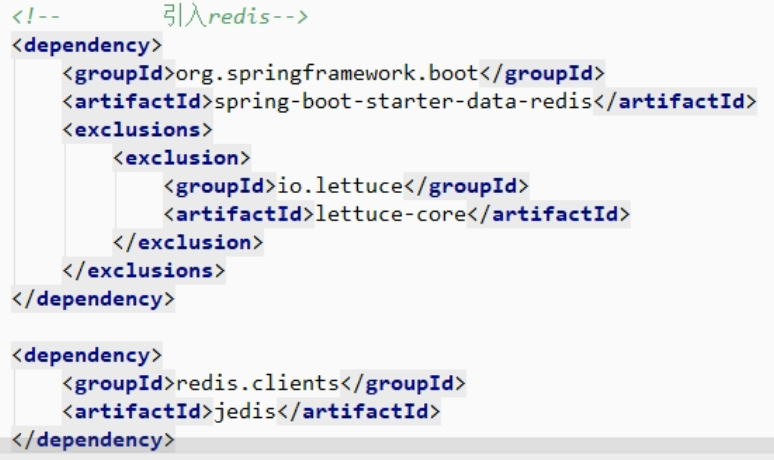 <!--        引入redis-->
<dependency>
    <groupId>org.springframework.boot</groupId>
    <artifactId>spring-boot-starter-data-redis</artifactId>
    <exclusions>
        <exclusion>
            <groupId>io.lettuce</groupId>
            <artifactId>lettuce-core</artifactId>
        </exclusion>
    </exclusions>
</dependency>

<dependency>
    <groupId>redis.clients</groupId>
    <artifactId>jedis</artifactId>
</dependency>